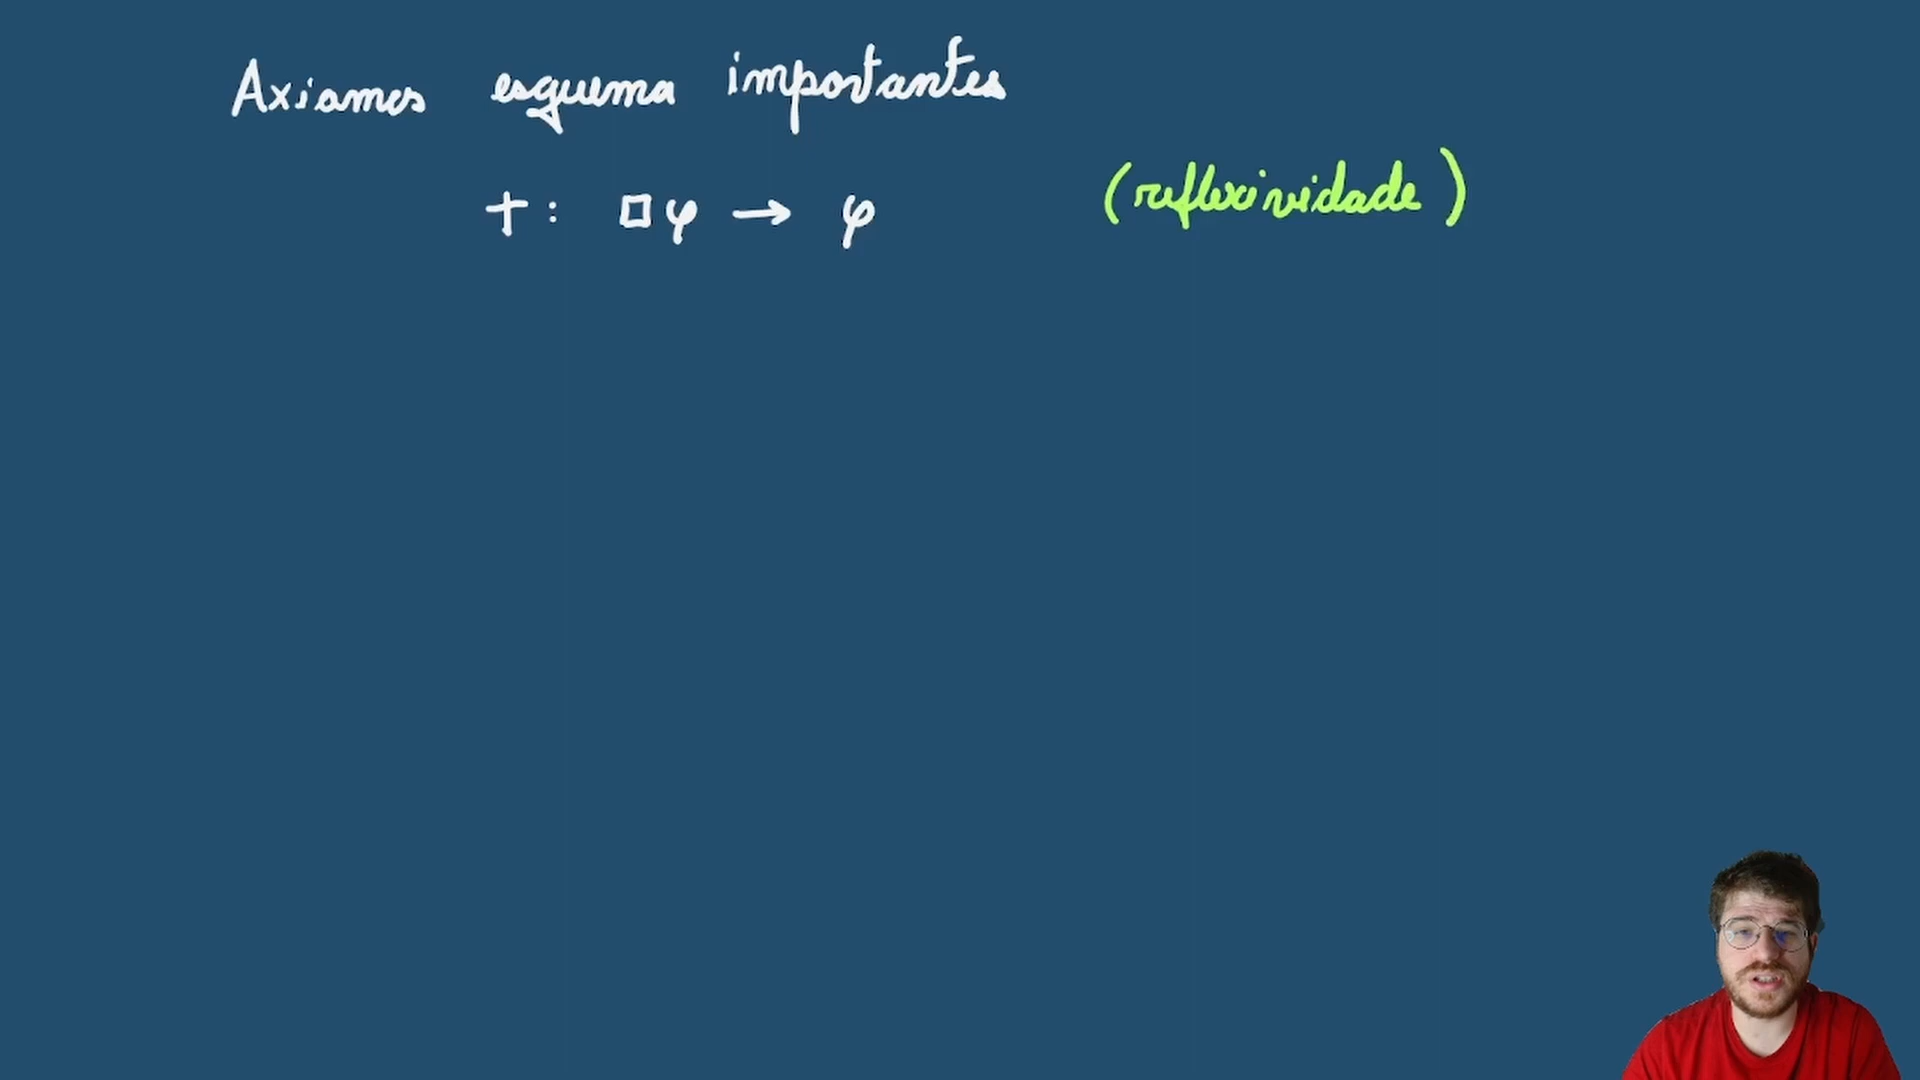 Axiomas esquema importantes
(reflexividade)
T: □φ → φ